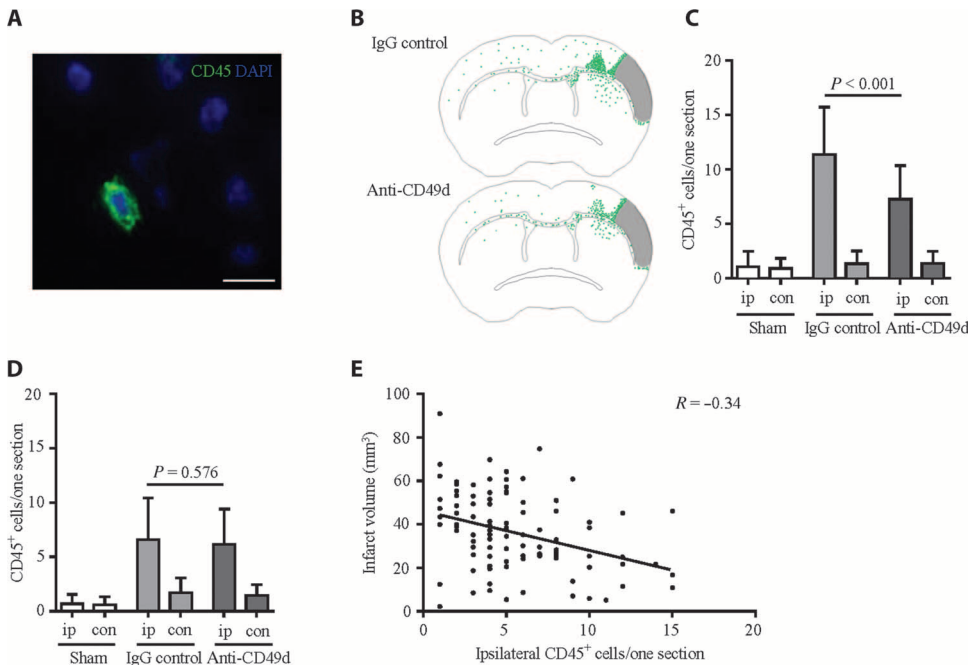 A
CD45 DAPI
B
IgG control
Anti-CD49d
C
CD45⁺ cells/one section
20
15
10
5
0
P < 0.001
ip con ip con ip con
Sham IgG control Anti-CD49d
D
CD45⁺ cells/one section
20
15
10
5
0
P = 0.576
ip con ip con ip con
Sham IgG control Anti-CD49d
E
Infarct volume (mm³)
100
80
60
40
20
0
R = –0.34
0 5 10 15 20
Ipsilateral CD45⁺ cells/one section